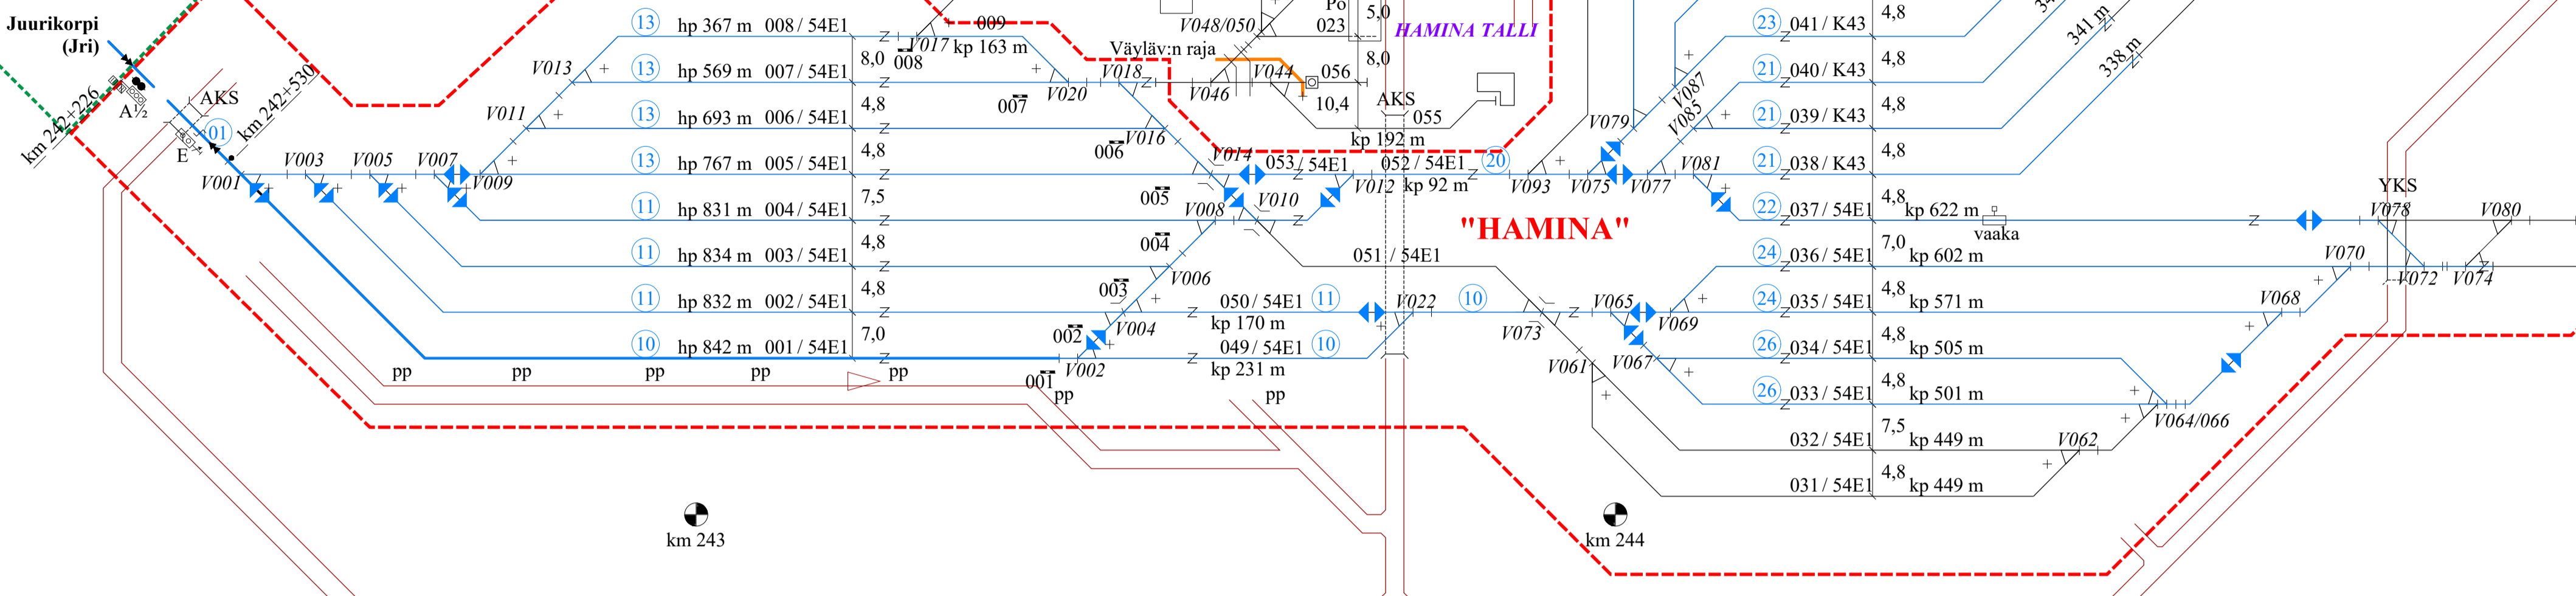 Juurikorpi
(Jri)
km 242+226
A½
AKS
E
01
km 242+530
V001
V003
V005
V007
V009
V011
V013
13 hp 367 m 008 / 54E1
8,0
13 hp 569 m 007 / 54E1
4,8
13 hp 693 m 006 / 54E1
4,8
13 hp 767 m 005 / 54E1
7,5
11 hp 831 m 004 / 54E1
4,8
11 hp 834 m 003 / 54E1
4,8
11 hp 832 m 002 / 54E1
7,0
10 hp 842 m 001 / 54E1
pp pp pp pp pp
pp pp
009
V017
kp 163 m
008
007
006
005
004
003
002
001
V020
V018
V016
V014
V010
V008
V006
V004
V002
Väyläv:n raja
V048/050
V046
V044
Po
023
5,0
8,0
056
10,4
055
kp 192 m
AKS
HAMINA TALLI
053 / 54E1
052 / 54E1
20
V012
kp 92 m
051 / 54E1
050 / 54E1 11
kp 170 m
V022
10
049 / 54E1 10
kp 231 m
"HAMINA"
V093
V075
V077
V079
V081
V085
V087
V073
V065
V069
V061
V067
23 041 / K43
4,8
21 040 / K43
4,8
21 039 / K43
4,8
21 038 / K43
4,8
22 037 / 54E1 kp 622 m
7,0
24 036 / 54E1 kp 602 m
4,8
24 035 / 54E1 kp 571 m
4,8
26 034 / 54E1 kp 505 m
4,8
26 033 / 54E1 kp 501 m
7,5
032 / 54E1 kp 449 m
4,8
031 / 54E1 kp 449 m
341 m
338 m
vaaka
YKS
V078
V080
V070
V072
V074
V068
V064/066
V062
km 243
km 244